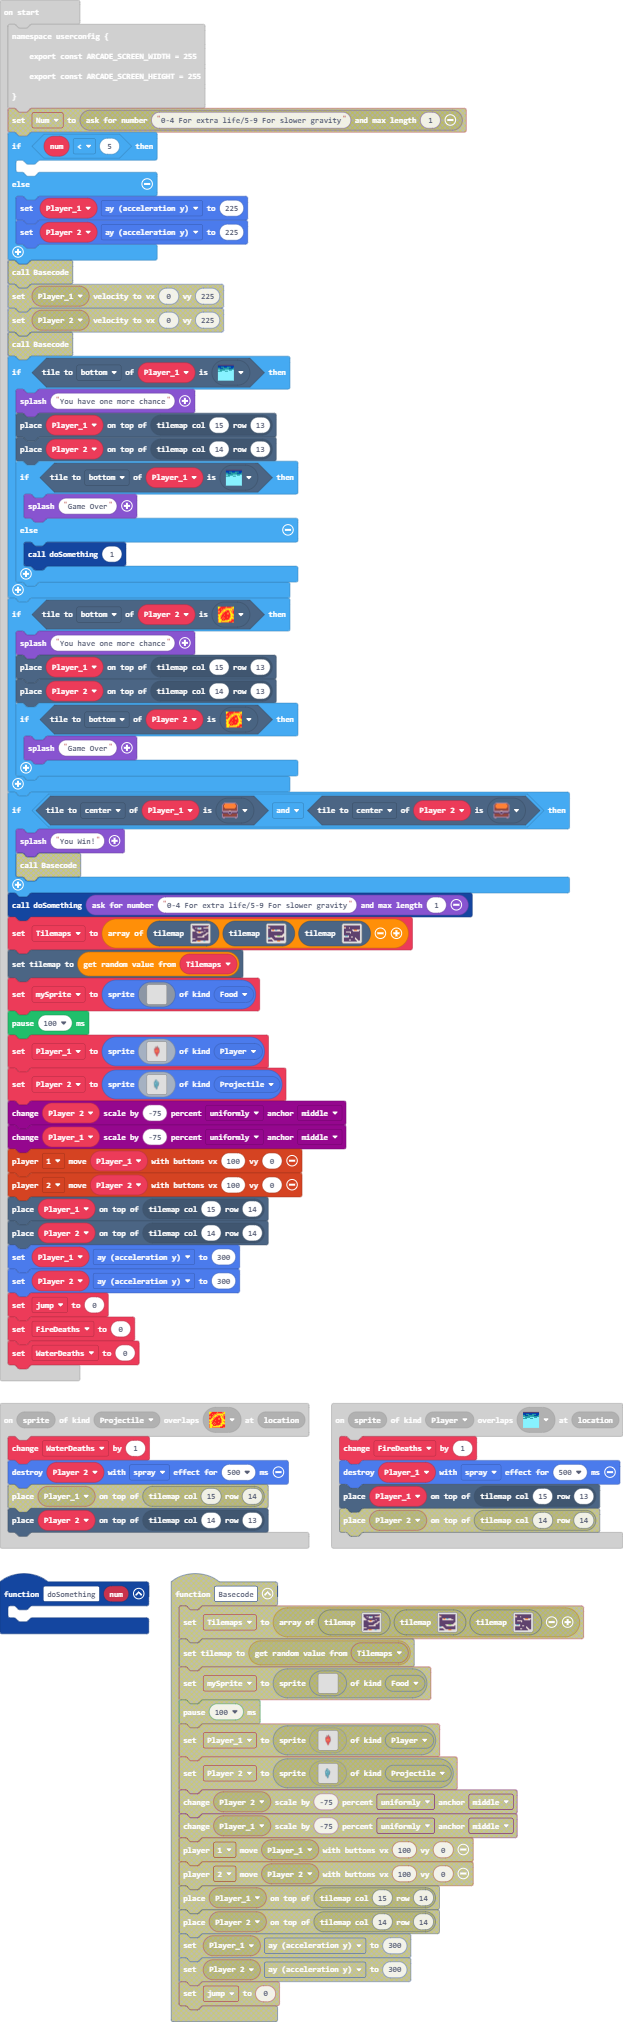 on start
namespace userconfig {
export const ARCADE_SCREEN_WIDTH = 255
export const ARCADE_SCREEN_HEIGHT = 255
}
set Num to ask for number "0-4 For extra life/5-9 For slower gravity" and max length 1
if num < 5 then
else
set Player_1 ay (acceleration y) to 225
set Player 2 ay (acceleration y) to 225
call Basecode
set Player_1 velocity to vx 0 vy 225
set Player 2 velocity to vx 0 vy 225
call Basecode
if tile to bottom of Player_1 is then
splash "You have one more chance"
place Player_1 on top of tilemap col 15 row 13
place Player 2 on top of tilemap col 14 row 13
if tile to bottom of Player_1 is then
splash "Game Over"
else
call doSomething 1
if tile to bottom of Player 2 is then
splash "You have one more chance"
place Player_1 on top of tilemap col 15 row 13
place Player 2 on top of tilemap col 14 row 13
if tile to bottom of Player 2 is then
splash "Game Over"
if tile to center of Player_1 is and tile to center of Player 2 is then
splash "You Win!"
call Basecode
call doSomething ask for number "0-4 For extra life/5-9 For slower gravity" and max length 1
set Tilemaps to array of tilemap tilemap tilemap
set tilemap to get random value from Tilemaps
set mySprite to sprite of kind Food
pause 100 ms
set Player_1 to sprite of kind Player
set Player 2 to sprite of kind Projectile
change Player 2 scale by -75 percent uniformly anchor middle
change Player_1 scale by -75 percent uniformly anchor middle
player 1 move Player_1 with buttons vx 100 vy 0
player 2 move Player 2 with buttons vx 100 vy 0
place Player_1 on top of tilemap col 15 row 14
place Player 2 on top of tilemap col 14 row 14
set Player_1 ay (acceleration y) to 300
set Player 2 ay (acceleration y) to 300
set jump to 0
set FireDeaths to 0
set WaterDeaths to 0
on sprite of kind Projectile overlaps at location
change WaterDeaths by 1
destroy Player 2 with spray effect for 500 ms
place Player_1 on top of tilemap col 15 row 14
place Player 2 on top of tilemap col 14 row 13
on sprite of kind Player overlaps at location
change FireDeaths by 1
destroy Player_1 with spray effect for 500 ms
place Player_1 on top of tilemap col 15 row 13
place Player 2 on top of tilemap col 14 row 14
function doSomething num
function Basecode
set Tilemaps to array of tilemap tilemap tilemap
set tilemap to get random value from Tilemaps
set mySprite to sprite of kind Food
pause 100 ms
set Player_1 to sprite of kind Player
set Player 2 to sprite of kind Projectile
change Player 2 scale by -75 percent uniformly anchor middle
change Player_1 scale by -75 percent uniformly anchor middle
player 1 move Player_1 with buttons vx 100 vy 0
player 2 move Player 2 with buttons vx 100 vy 0
place Player_1 on top of tilemap col 15 row 14
place Player 2 on top of tilemap col 14 row 14
set Player_1 ay (acceleration y) to 300
set Player 2 ay (acceleration y) to 300
set jump to 0